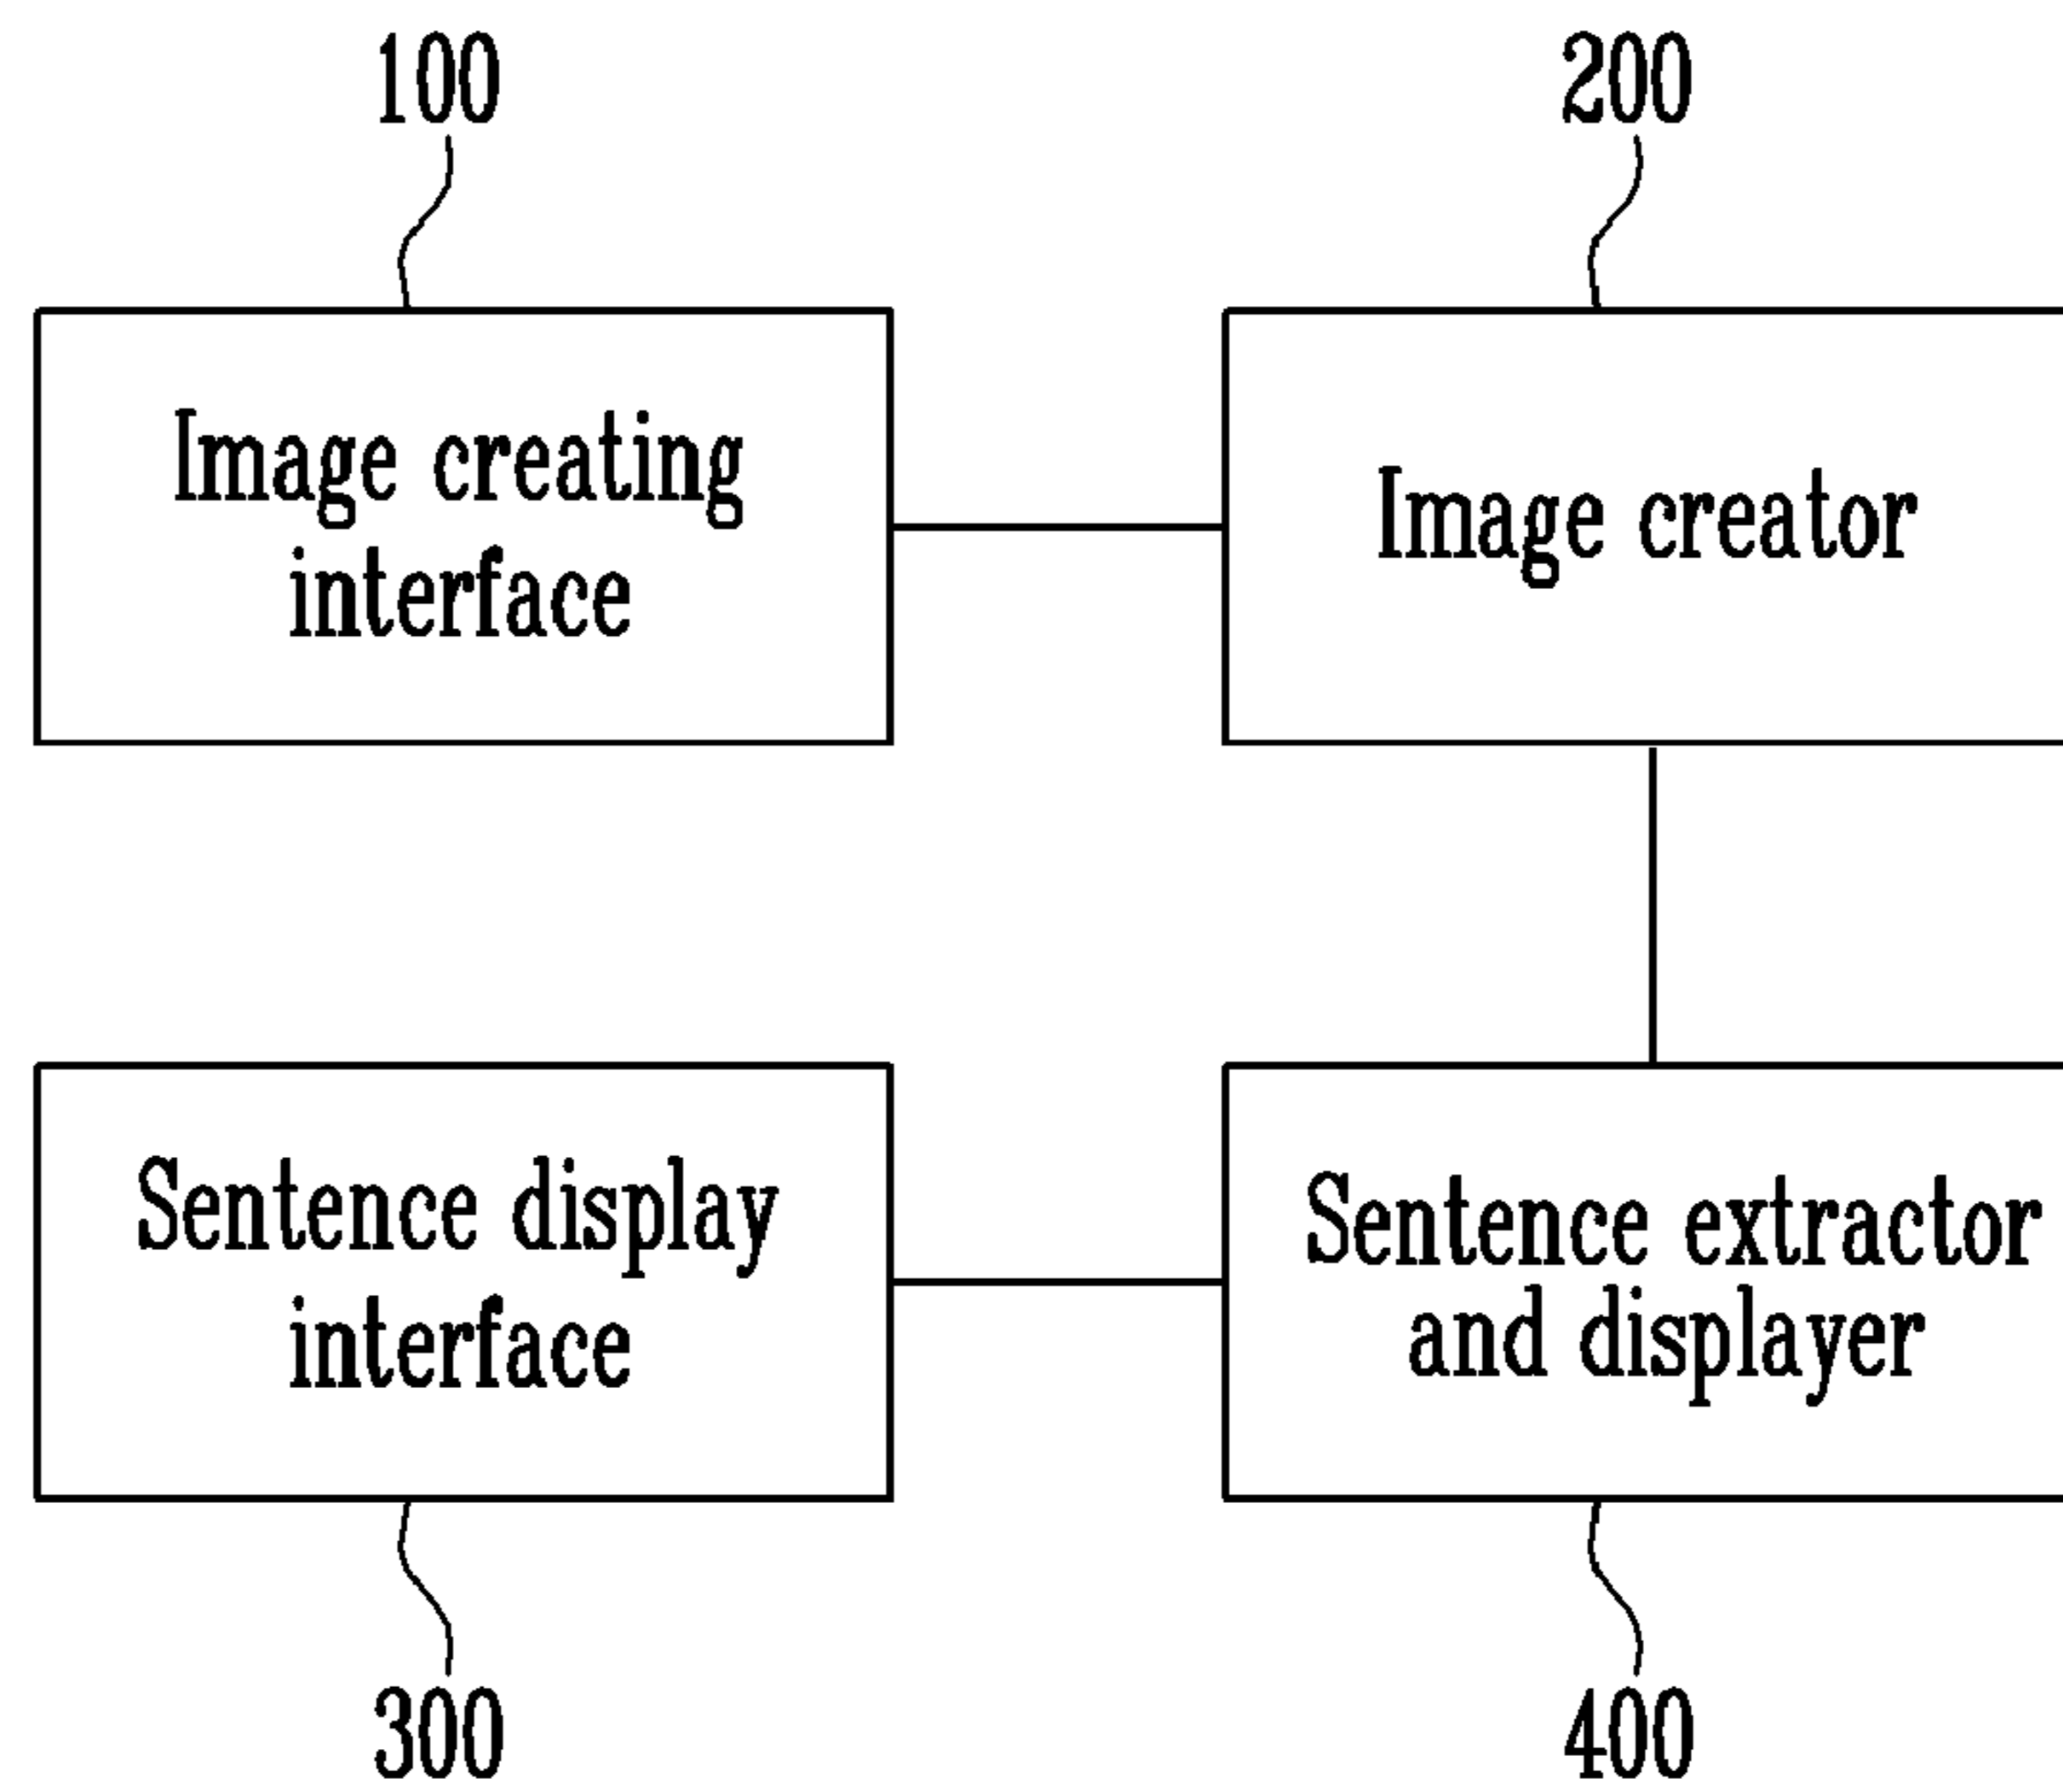 100
200
Image creating
interface
Image creator
Sentence display
interface
Sentence extractor
and displayer
300
400